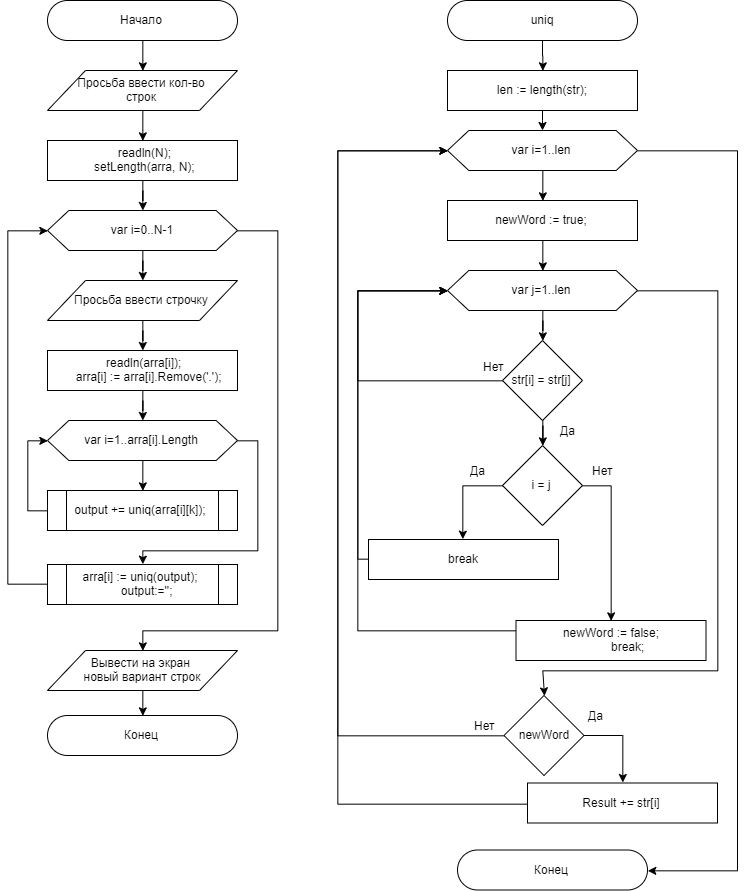 Начало
Просьба ввести кол-во
строк
readln(N);
setLength(arra, N);
var i=0..N-1
Просьба ввести строчку
readln(arra[i]);
arra[i] := arra[i].Remove('.');
var i=1..arra[i].Length
output += uniq(arra[i][k]);
arra[i] := uniq(output);
output:='';
Вывести на экран
новый вариант строк
Конец
uniq
len := length(str);
var i=1..len
newWord := true;
var j=1..len
Нет
str[i] = str[j]
Да
Да
i = j
Нет
break
newWord := false;
break;
Нет
newWord
Да
Result += str[i]
Конец